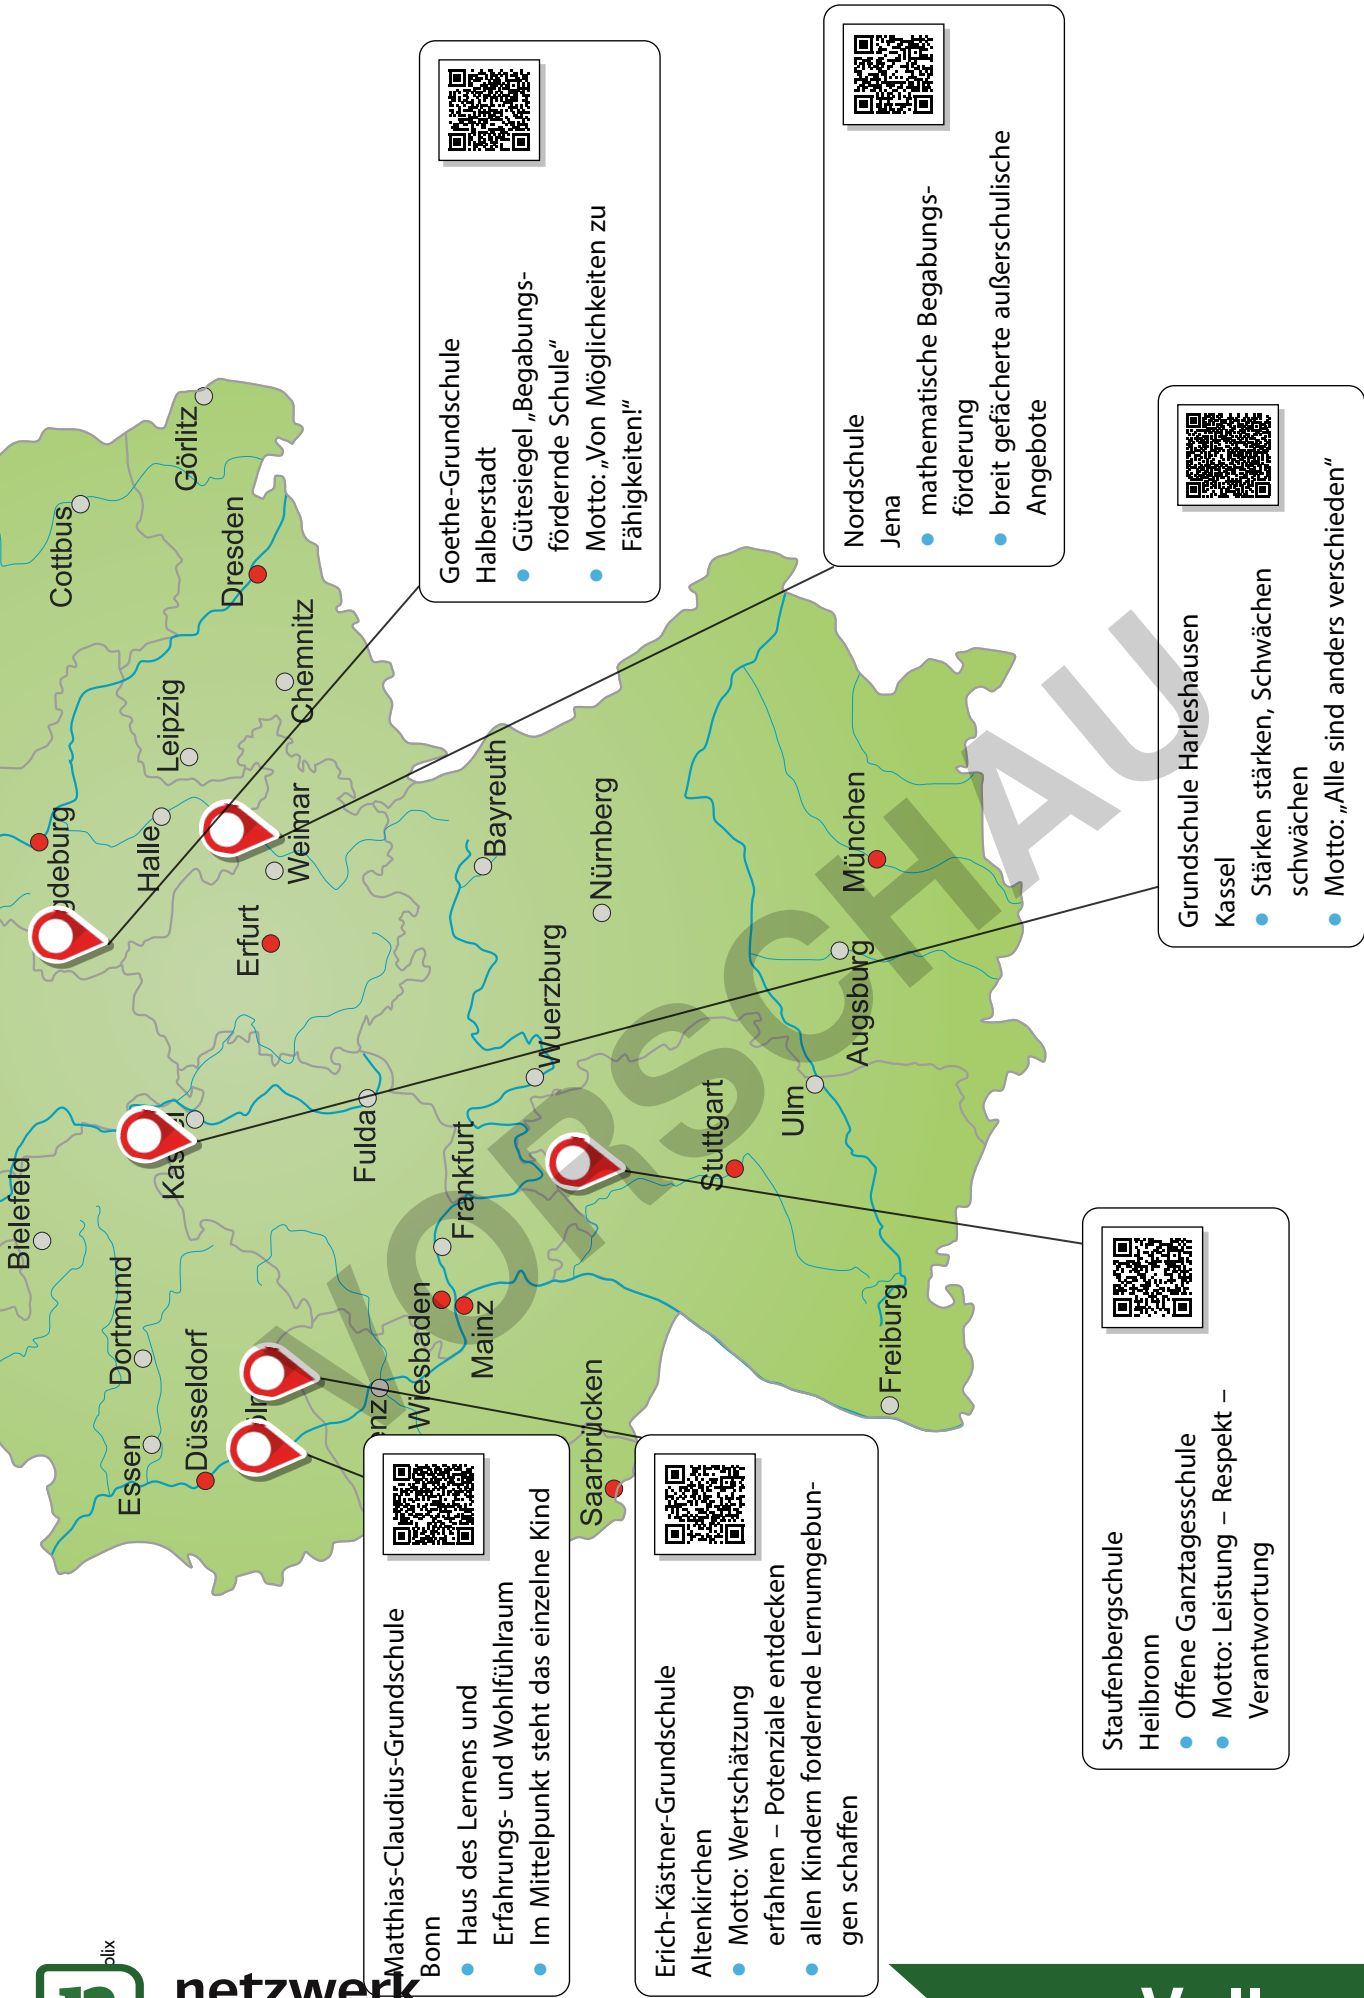 Matthias-Claudius-Grundschule
Bonn
• Haus des Lernens und
Erfahrungs- und Wohlfühlraum
• Im Mittelpunkt steht das einzelne Kind
Erich-Kästner-Grundschule
Altenkirchen
• Motto: Wertschätzung
erfahren – Potenziale entdecken
• allen Kindern fordernde Lernumgebun-
gen schaffen
Staufenbergschule
Heilbronn
• Offene Ganztagesschule
• Motto: Leistung – Respekt –
Verantwortung
Grundschule Harleshausen
Kassel
• Stärken stärken, Schwächen
schwächen
• Motto: „Alle sind anders verschieden“
Nordschule
Jena
• mathematische Begabungs-
förderung
• breit gefächerte außerschulische
Angebote
Goethe-Grundschule
Halberstadt
• Gütesiegel „Begabungs-
fördernde Schule“
• Motto: „Von Möglichkeiten zu
Fähigkeiten!“
Bielefeld
Dortmund
Essen
Düsseldorf
öln
enz
Wiesbaden
Mainz
Frankfurt
Saarbrücken
Freiburg
Stuttgart
Ulm
Augsburg
München
Nürnberg
Wuerzburg
Bayreuth
Fulda
Erfurt
Weimar
Halle
Leipzig
Chemnitz
Dresden
Görlitz
Cottbus
gdeburg
VORSCHAU
netzwerk